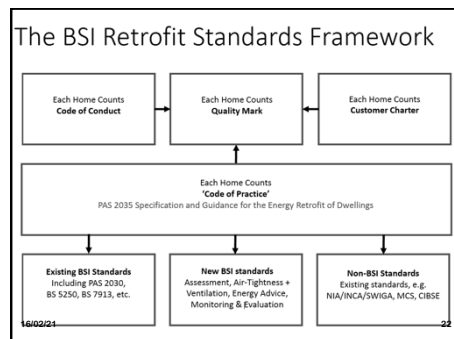 The BSI Retrofit Standards Framework
Each Home Counts
Code of Conduct
Each Home Counts
Quality Mark
Each Home Counts
Customer Charter
Each Home Counts
'Code of Practice'
PAS 2035 Specification and Guidance for the Energy Retrofit of Dwellings
Existing BSI Standards
Including PAS 2030,
BS 5250, BS 7913, etc.
New BSI standards
Assessment, Air-Tightness +
Ventilation, Energy Advice,
Monitoring & Evaluation
Non-BSI Standards
Existing standards, e.g.
NIA/INCA/SWIGA, MCS, CIBSE
16/02/21
22